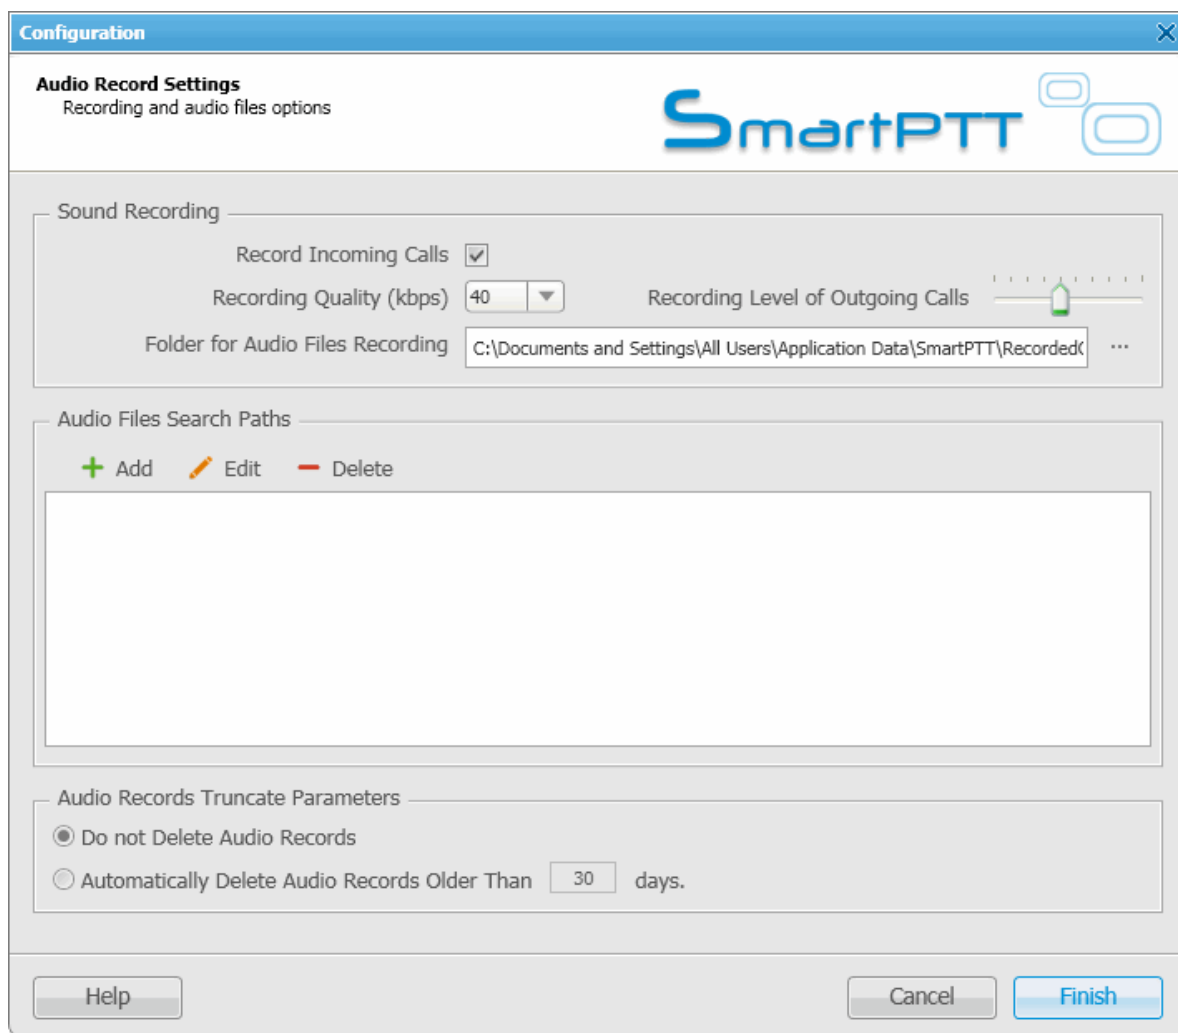 Configuration
Audio Record Settings
Recording and audio files options
SmartPTT
Sound Recording
Record Incoming Calls
Recording Quality (kbps) 40 Recording Level of Outgoing Calls
Folder for Audio Files Recording C:\Documents and Settings\All Users\Application Data\SmartPTT\Recorded ...
Audio Files Search Paths
Add Edit Delete
Audio Records Truncate Parameters
Do not Delete Audio Records
Automatically Delete Audio Records Older Than 30 days.
Help Cancel Finish